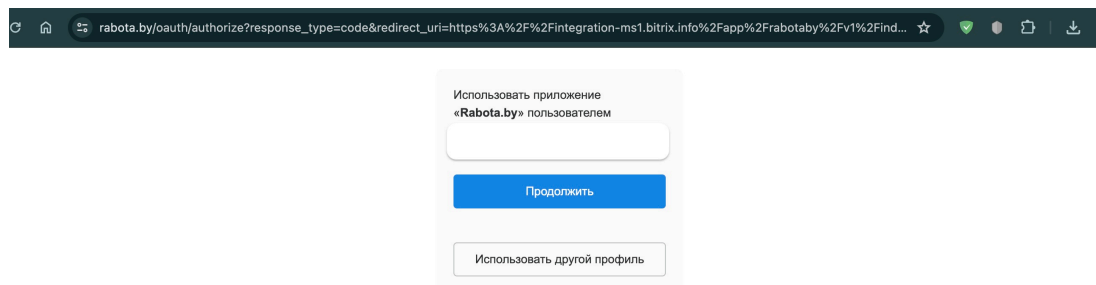 rabota.by/oauth/authorize?response_type=code&redirect_uri=https%3A%2F%2Fintegration-ms1.bitrix.info%2Fapp%2Frabotaby%2Fv1%2Find...
Использовать приложение
«Rabota.by» пользователем
Продолжить
Использовать другой профиль